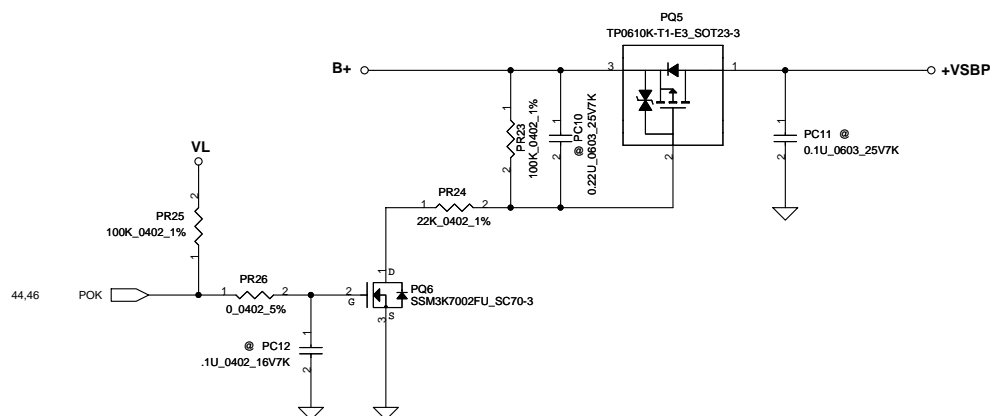 PQ5
TP0610K-T1-E3_SOT23-3
B+
3
1
+VSBP
1
PR23
100K_0402_1%
2
1
@ PC10
0.22U_0603_25V7K
2
1
PC11 @
0.1U_0603_25V7K
2
2
VL
2
PR25
100K_0402_1%
1
PR24
1
2
22K_0402_1%
1
D
44,46
POK
PR26
1
2
0_0402_5%
2
G
PQ6
SSM3K7002FU_SC70-3
3
S
1
@ PC12
.1U_0402_16V7K
2